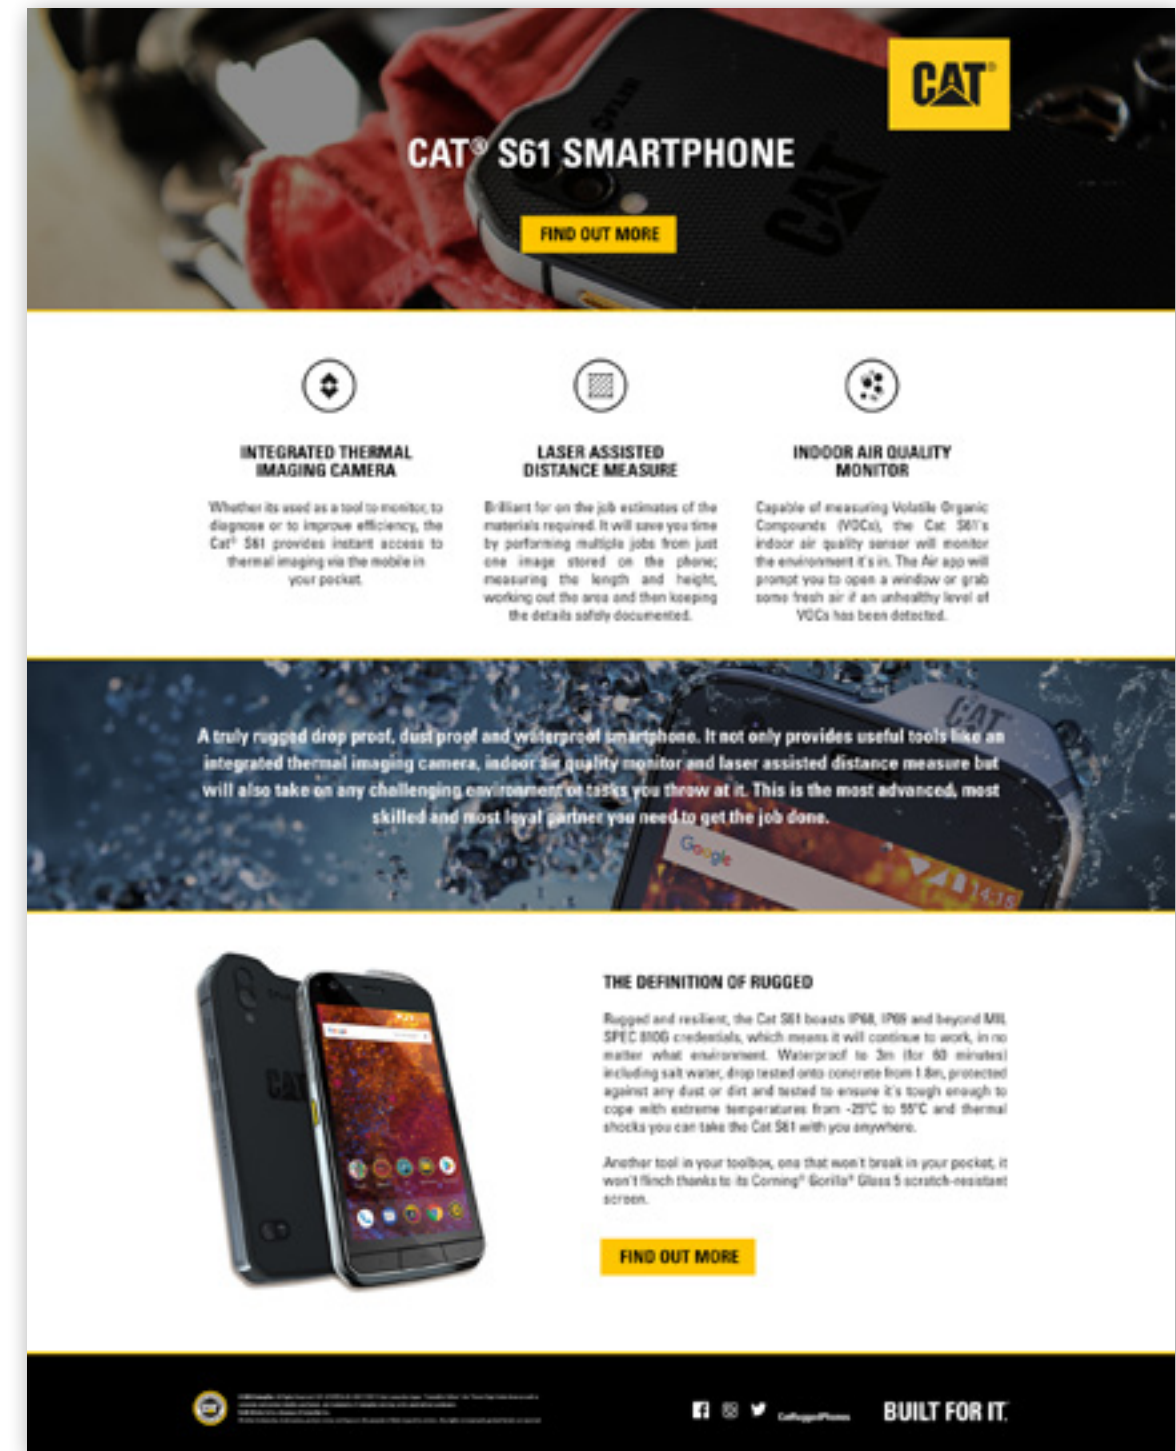 CAT®
CAT® S61 SMARTPHONE
CAT
FIND OUT MORE
INTEGRATED THERMAL
IMAGING CAMERA
Whether its used as a tool to monitor, to
diagnose or to improve efficiency, the
Cat® S61 provides instant access to
thermal imaging via the mobile in
your pocket.
LASER ASSISTED
DISTANCE MEASURE
Brilliant for on the job estimates of the
materials required. It will save you time
by performing multiple jobs from just
one image stored on the phone;
measuring the length and height,
working out the area and then keeping
the details safely documented.
INDOOR AIR QUALITY
MONITOR
Capable of measuring Volatile Organic
Compounds (VOCs), the Cat S61's
indoor air quality sensor will monitor
the environment it's in. The Air app will
prompt you to open a window or grab
some fresh air if an unhealthy level of
VOCs has been detected.
CAT
A truly rugged drop proof, dust proof and waterproof smartphone. It not only provides useful tools like an
integrated thermal imaging camera, indoor air quality monitor and laser assisted distance measure but
will also take on any challenging environment or tasks you throw at it. This is the most advanced, most
skilled and most loyal partner you need to get the job done.
Google
14:15
CAT
THE DEFINITION OF RUGGED
Rugged and resilient, the Cat S61 boasts IP68, IP69 and beyond MIL
SPEC 810G credentials, which means it will continue to work, in no
matter what environment. Waterproof to 3m (for 60 minutes)
including salt water, drop tested onto concrete from 1.8m, protected
against any dust or dirt and tested to ensure it's tough enough to
cope with extreme temperatures from -25°C to 55°C and thermal
shocks you can take the Cat S61 with you anywhere.
Another tool in your toolbox, one that won't break in your pocket, it
won't flinch thanks to its Corning® Gorilla® Glass 5 scratch-resistant
screen.
FIND OUT MORE
CatRuggedPhones
BUILT FOR IT.